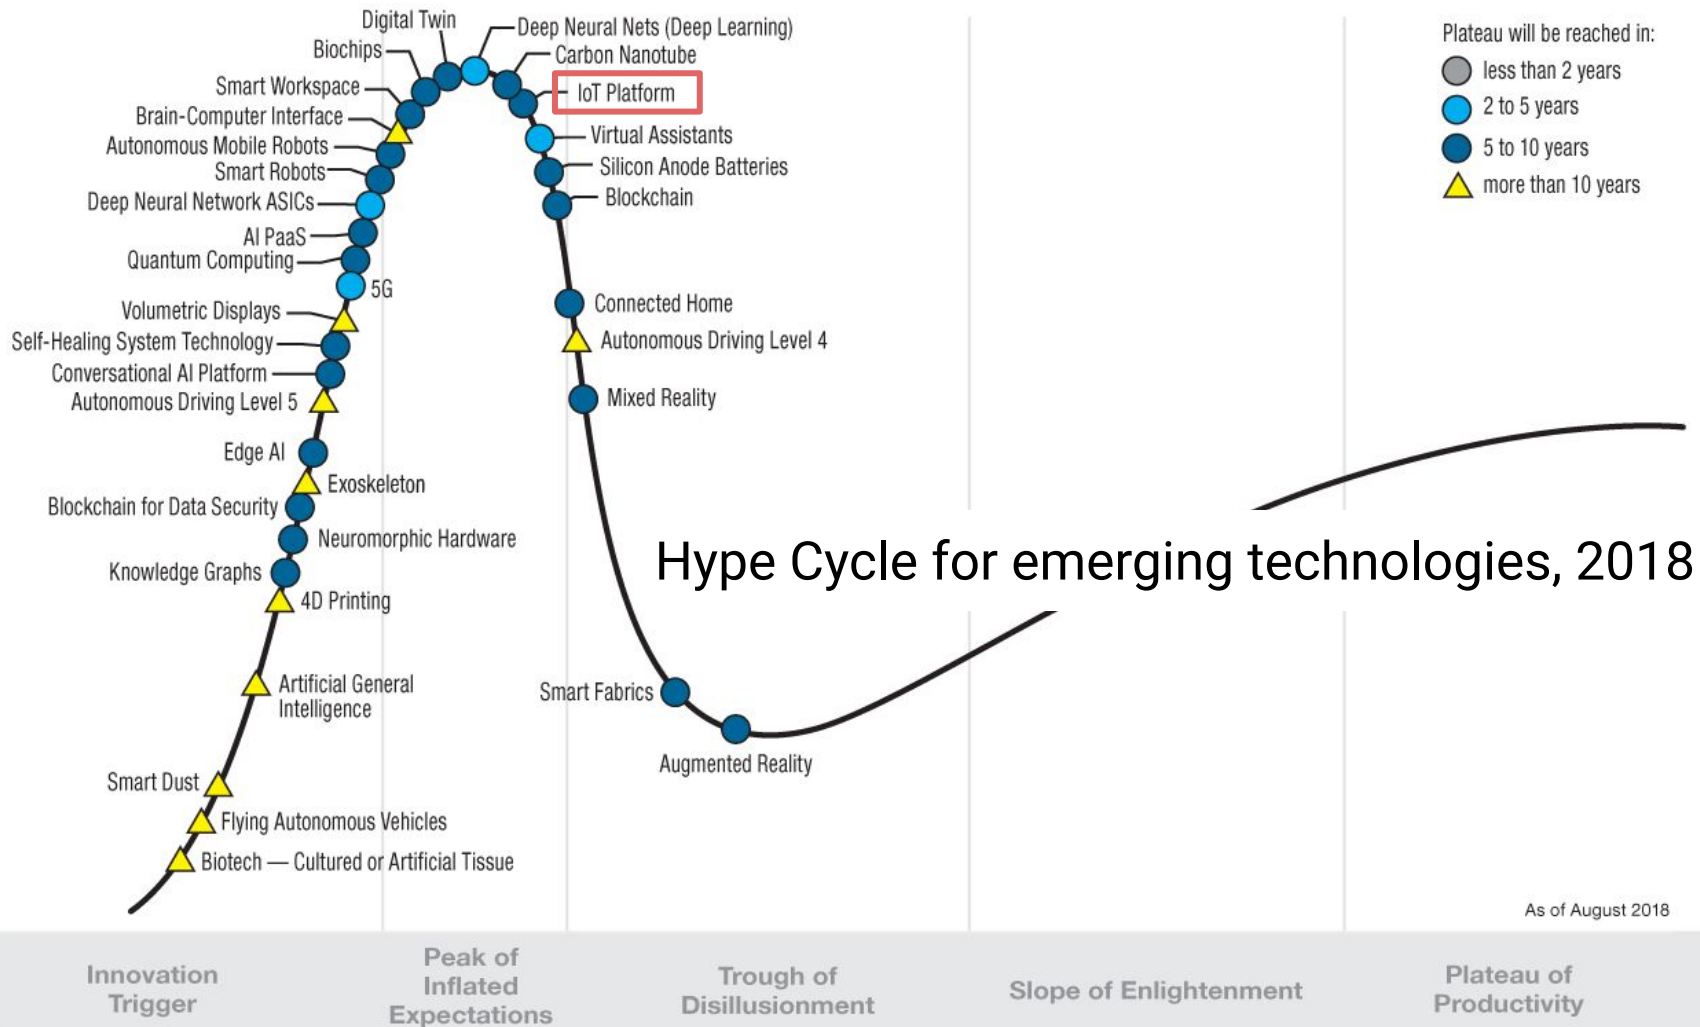 Digital Twin
Deep Neural Nets (Deep Learning)
Biochips
Carbon Nanotube
Smart Workspace
IoT Platform
Brain-Computer Interface
Virtual Assistants
Autonomous Mobile Robots
Silicon Anode Batteries
Smart Robots
Blockchain
Deep Neural Network ASICs
AI PaaS
Quantum Computing
5G
Volumetric Displays
Connected Home
Self-Healing System Technology
Autonomous Driving Level 4
Conversational AI Platform
Mixed Reality
Autonomous Driving Level 5
Edge AI
Exoskeleton
Blockchain for Data Security
Neuromorphic Hardware
Knowledge Graphs
4D Printing
Artificial General
Intelligence
Smart Fabrics
Augmented Reality
Smart Dust
Flying Autonomous Vehicles
Biotech — Cultured or Artificial Tissue
Plateau will be reached in:
less than 2 years
2 to 5 years
5 to 10 years
more than 10 years
Hype Cycle for emerging technologies, 2018
As of August 2018
Innovation
Trigger
Peak of
Inflated
Expectations
Trough of
Disillusionment
Slope of Enlightenment
Plateau of
Productivity